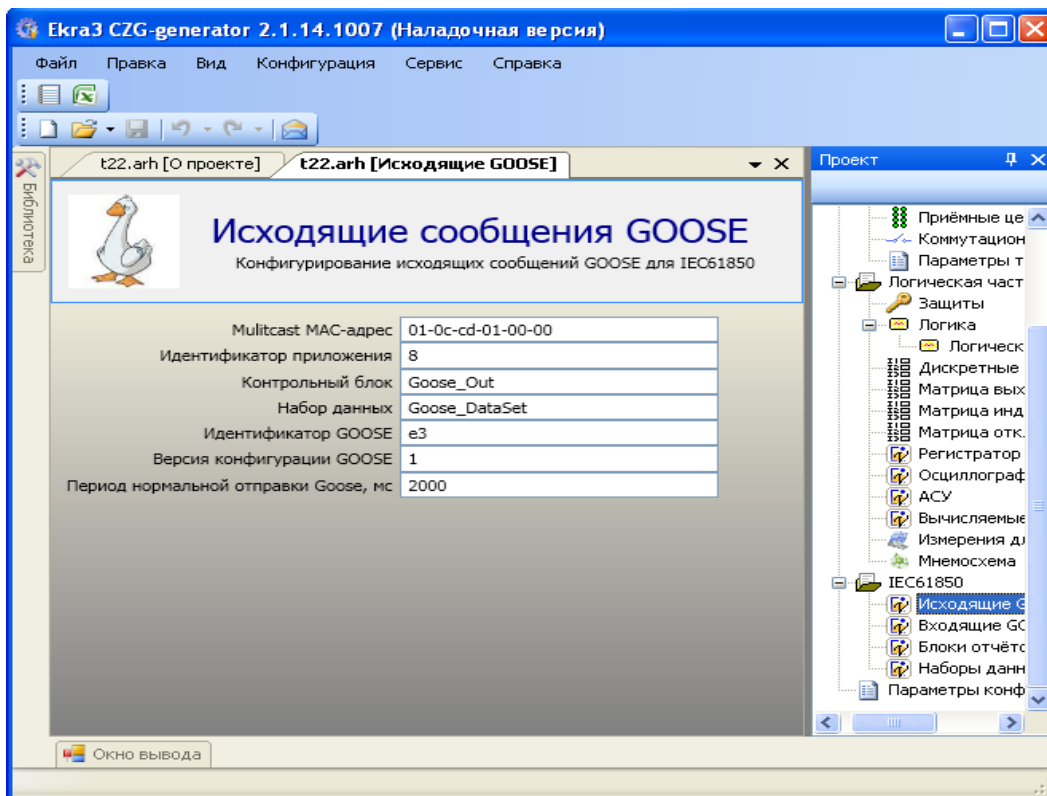 Ekra3 CZG-generator 2.1.14.1007 (Наладочная версия)
Файл Правка Вид Конфигурация Сервис Справка
Библиотека
t22.arh [О проекте] t22.arh [Исходящие GOOSE]
Исходящие сообщения GOOSE
Конфигурирование исходящих сообщений GOOSE для IEC61850
Mulitcast MAC-адрес 01-0c-cd-01-00-00
Идентификатор приложения 8
Контрольный блок Goose_Out
Набор данных Goose_DataSet
Идентификатор GOOSE e3
Версия конфигурации GOOSE 1
Период нормальной отправки Goose, мс 2000
Окно вывода
Проект
Приёмные це
Коммутацион
Параметры т
Логическая част
Защиты
Логика
Логическ
Дискретные
Матрица вых
Матрица инд
Матрица отк.
Регистратор
Осциллограф
АСУ
Вычисляемые
Измерения дл
Мнемосхема
IEC61850
Исходящие G
Входящие GO
Блоки отчётс
Наборы данн
Параметры конф